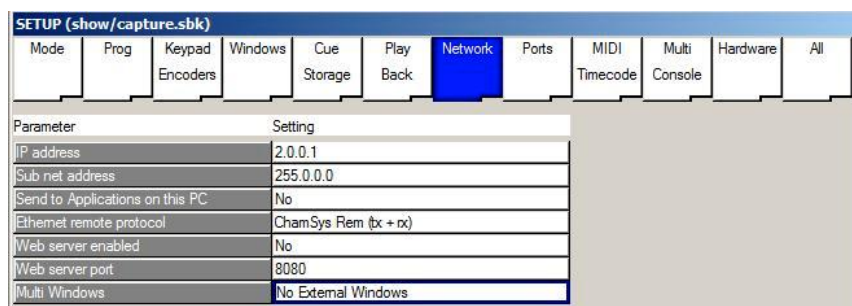 SETUP (show/capture.sbk)
Mode Prog Keypad Encoders Windows Cue Storage Play Back Network Ports MIDI Timecode Multi Console Hardware All
Parameter Setting
IP address 2.0.0.1
Sub net address 255.0.0.0
Send to Applications on this PC No
Ethernet remote protocol ChamSys Rem (tx + rx)
Web server enabled No
Web server port 8080
Multi Windows No External Windows